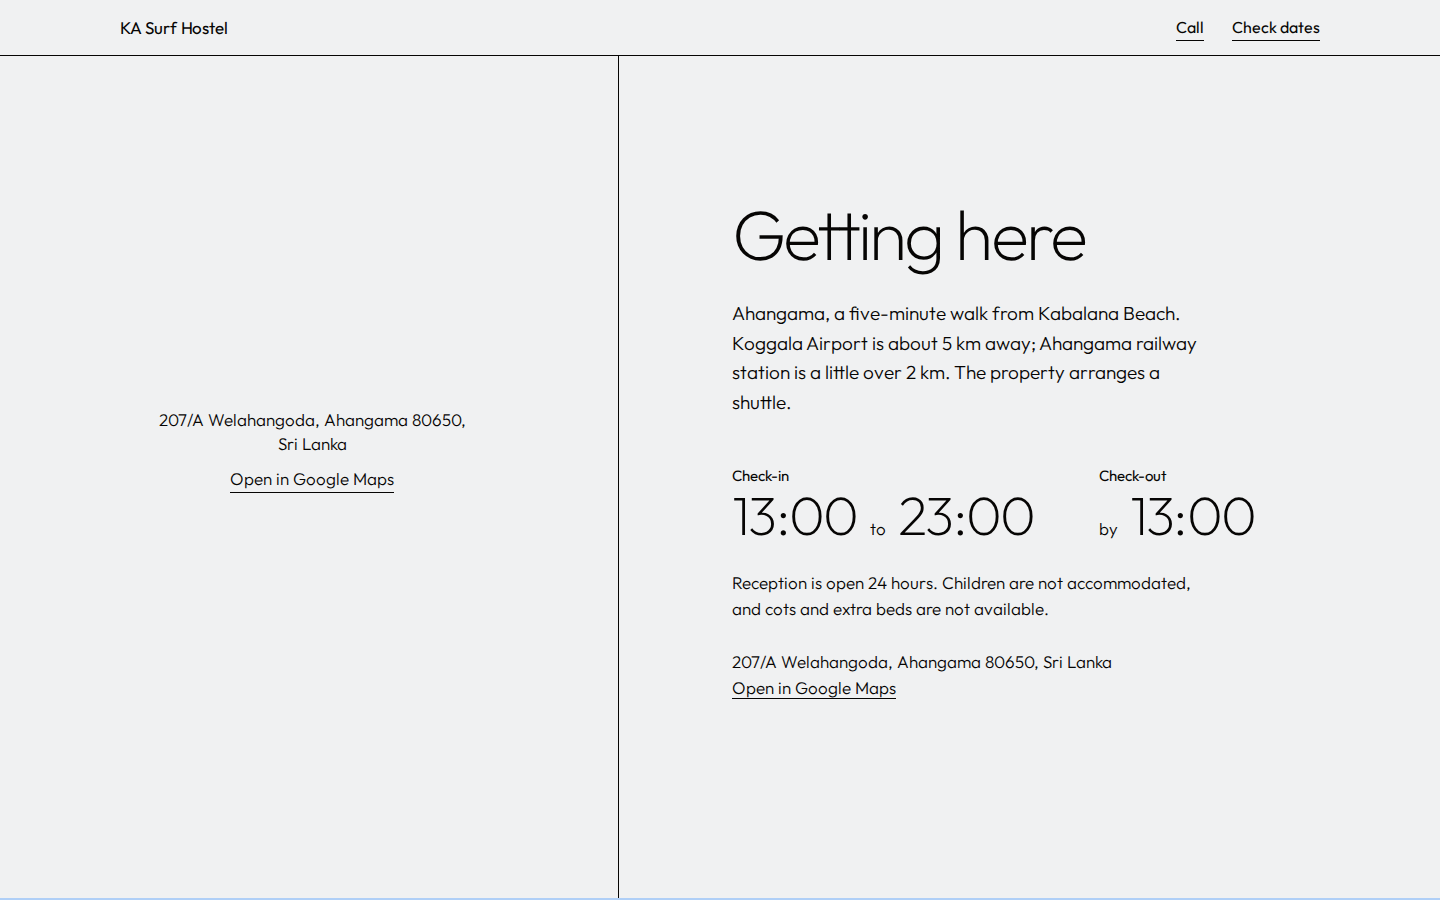 KA Surf Hostel
Call
Check dates
207/A Welahangoda, Ahangama 80650,
Sri Lanka
Open in Google Maps
Getting here
Ahangama, a five-minute walk from Kabalana Beach.
Koggala Airport is about 5 km away; Ahangama railway
station is a little over 2 km. The property arranges a
shuttle.
Check-in
13:00 to 23:00
Check-out
by 13:00
Reception is open 24 hours. Children are not accommodated,
and cots and extra beds are not available.
207/A Welahangoda, Ahangama 80650, Sri Lanka
Open in Google Maps